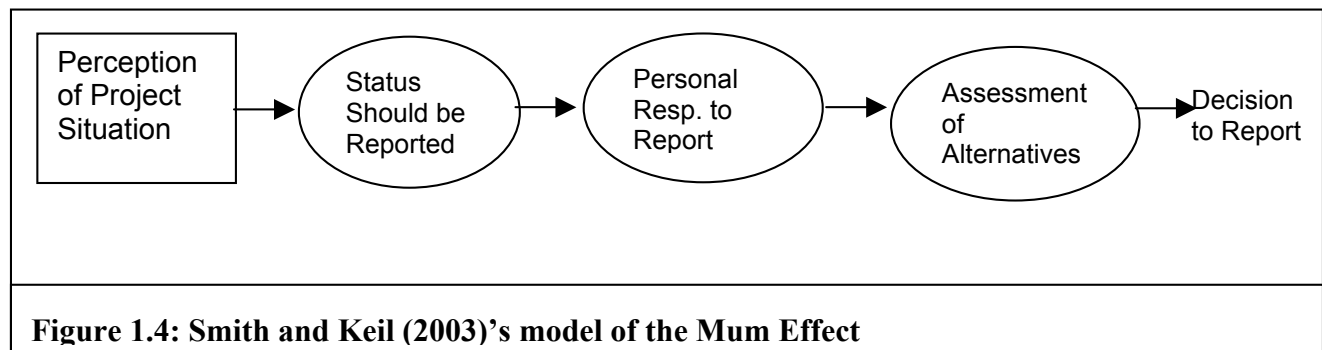 Perception
of Project
Situation
Status
Should be
Reported
Personal
Resp. to
Report
Assessment
of
Alternatives
Decision
to Report
Figure 1.4: Smith and Keil (2003)'s model of the Mum Effect